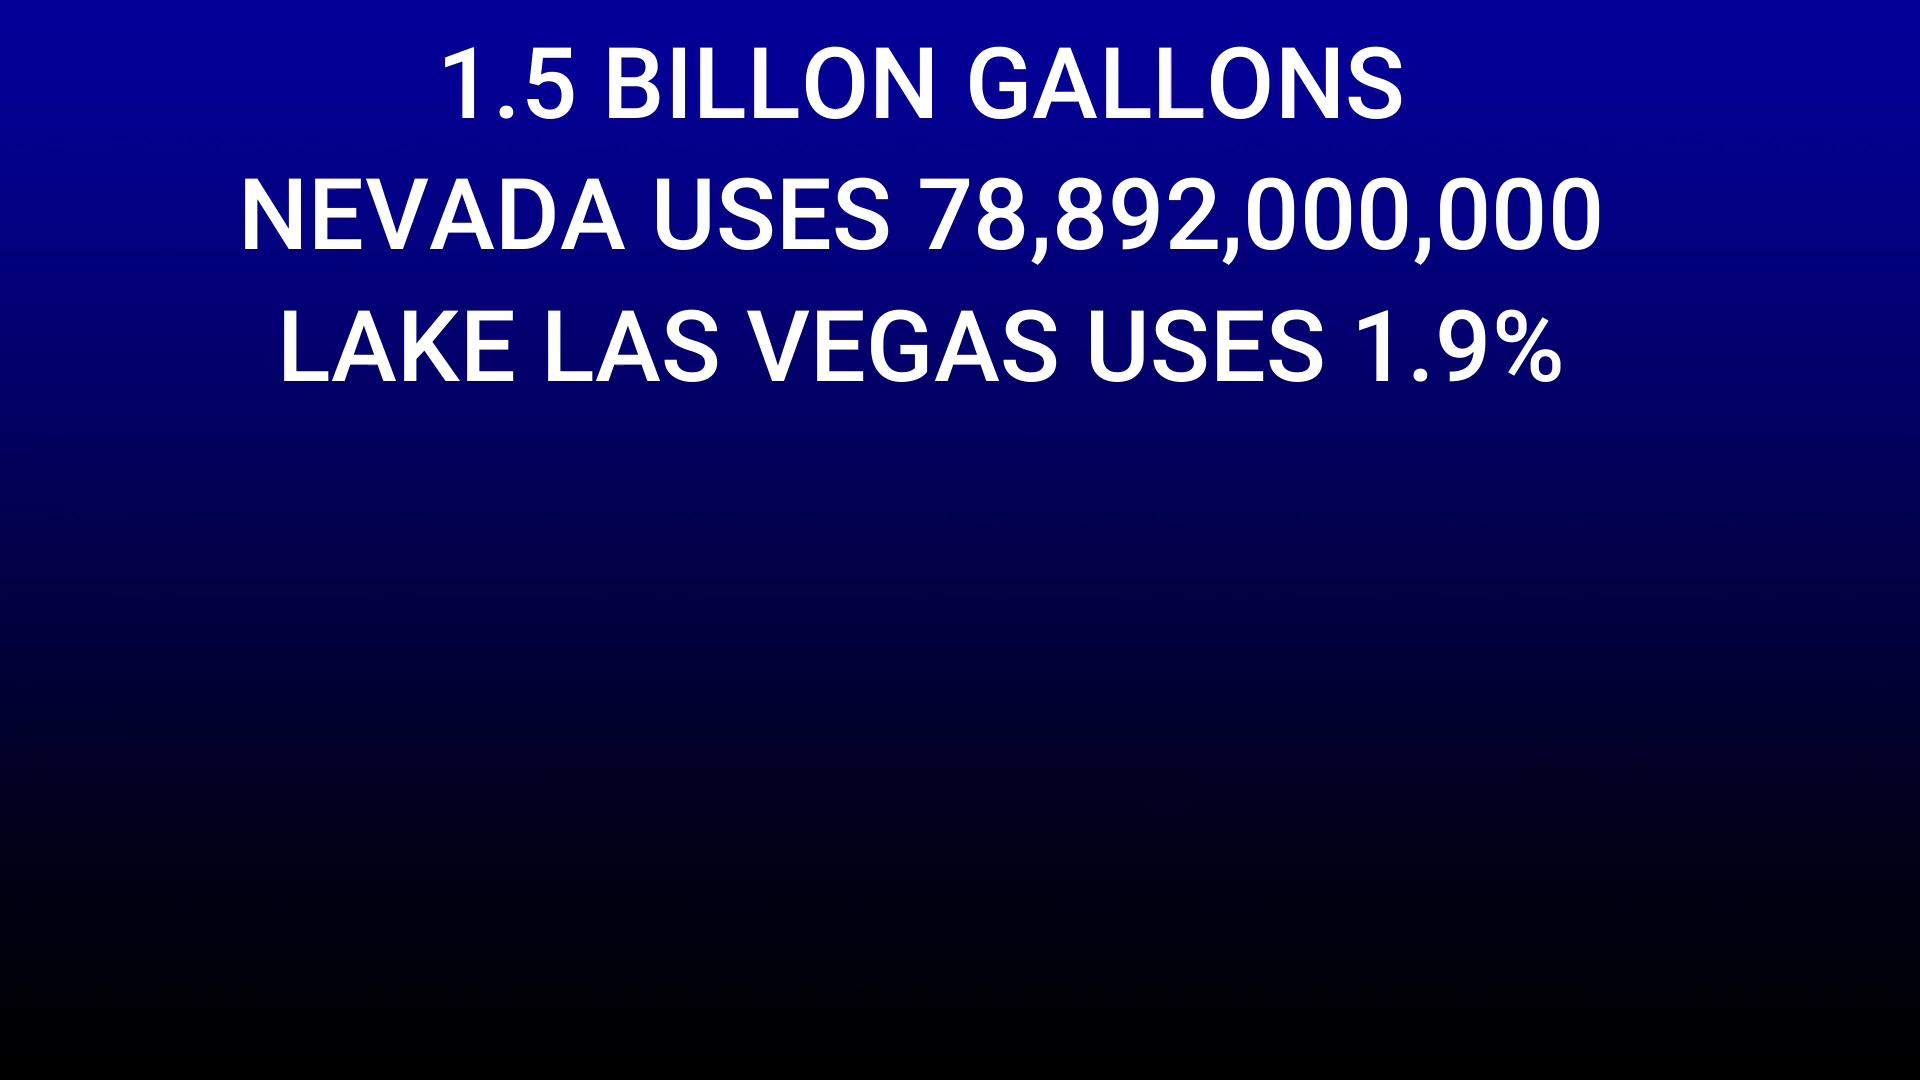 1.5 BILLON GALLONS
NEVADA USES 78,892,000,000
LAKE LAS VEGAS USES 1.9%